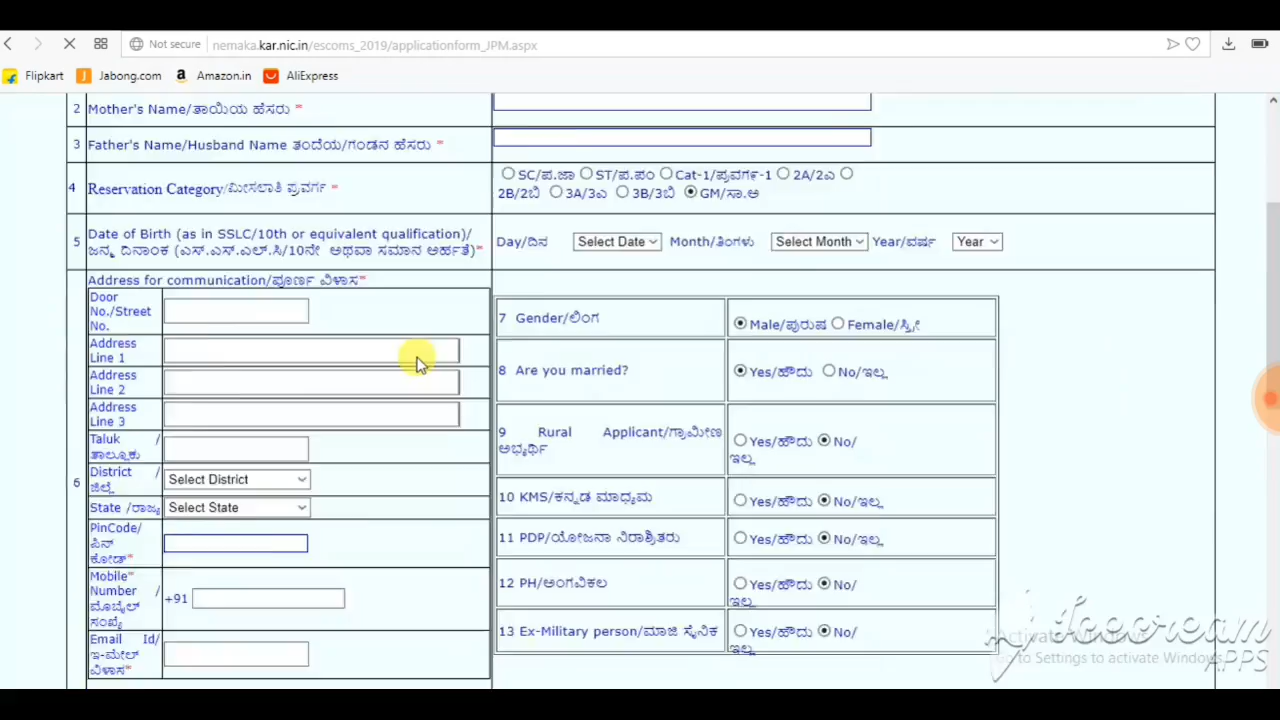 Not secure nemaka.kar.nic.in/escoms_2019/applicationform_JPM.aspx
Flipkart Jabong.com Amazon.in AliExpress
2 Mother's Name/ತಾಯಿಯ ಹೆಸರು *
3 Father's Name/Husband Name ತಂದೆಯ/ಗಂಡನ ಹೆಸರು *
4 Reservation Category/ಮೀಸಲಾತಿ ಪ್ರವರ್ಗ *
SC/ಪ.ಜಾ ST/ಪ.ಪಂ Cat-1/ಪ್ರವರ್ಗ-1 2A/2ಎ
2B/2ಬಿ 3A/3ಎ 3B/3ಬಿ GM/ಸಾ.ಅ
5 Date of Birth (as in SSLC/10th or equivalent qualification)/
ಜನ್ಮ ದಿನಾಂಕ (ಎಸ್.ಎಸ್.ಎಲ್.ಸಿ/10ನೇ ಅಥವಾ ಸಮಾನ ಅರ್ಹತೆ)*
Day/ದಿನ Select Date Month/ತಿಂಗಳು Select Month Year/ವರ್ಷ Year
6 Address for communication/ಪೂರ್ಣ ವಿಳಾಸ*
Door
No./Street
No.
Address
Line 1
Address
Line 2
Address
Line 3
Taluk /
ತಾಲ್ಲೂಕು
District /
ಜಿಲ್ಲೆ
Select District
State /ರಾಜ್ಯ Select State
PinCode/
ಪಿನ್
ಕೋಡ್*
Mobile*
Number /
ಮೊಬೈಲ್
ಸಂಖ್ಯೆ
+91
Email Id/
ಇ-ಮೇಲ್
ವಿಳಾಸ*
7 Gender/ಲಿಂಗ Male/ಪುರುಷ Female/ಸ್ತ್ರೀ
8 Are you married? Yes/ಹೌದು No/ಇಲ್ಲ
9 Rural Applicant/ಗ್ರಾಮೀಣ
ಅಭ್ಯರ್ಥಿ
Yes/ಹೌದು No/
ಇಲ್ಲ
10 KMS/ಕನ್ನಡ ಮಾಧ್ಯಮ Yes/ಹೌದು No/ಇಲ್ಲ
11 PDP/ಯೋಜನಾ ನಿರಾಶ್ರಿತರು Yes/ಹೌದು No/ಇಲ್ಲ
12 PH/ಅಂಗವಿಕಲ Yes/ಹೌದು No/
ಇಲ್ಲ
13 Ex-Military person/ಮಾಜಿ ಸೈನಿಕ Yes/ಹೌದು No/
ಇಲ್ಲ
Activate Windows
Go to Settings to activate Windows.
Icecream
APPS